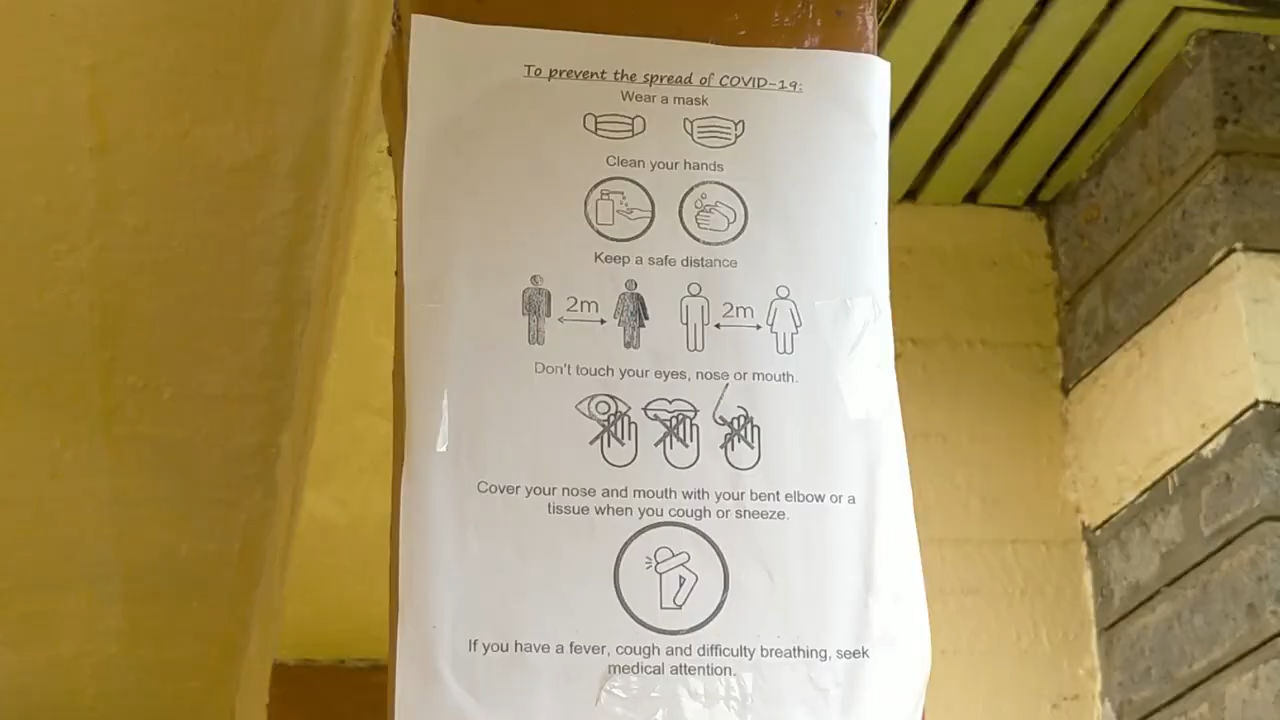 To prevent the spread of COVID-19:
Wear a mask
Clean your hands
Keep a safe distance
2m
2m
Don't touch your eyes, nose or mouth.
Cover your nose and mouth with your bent elbow or a
tissue when you cough or sneeze.
If you have a fever, cough and difficulty breathing, seek
medical attention.